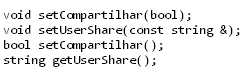 void setCompartilhar(bool);
void setUserShare(const string &);
bool setCompartilhar();
string getUserShare();